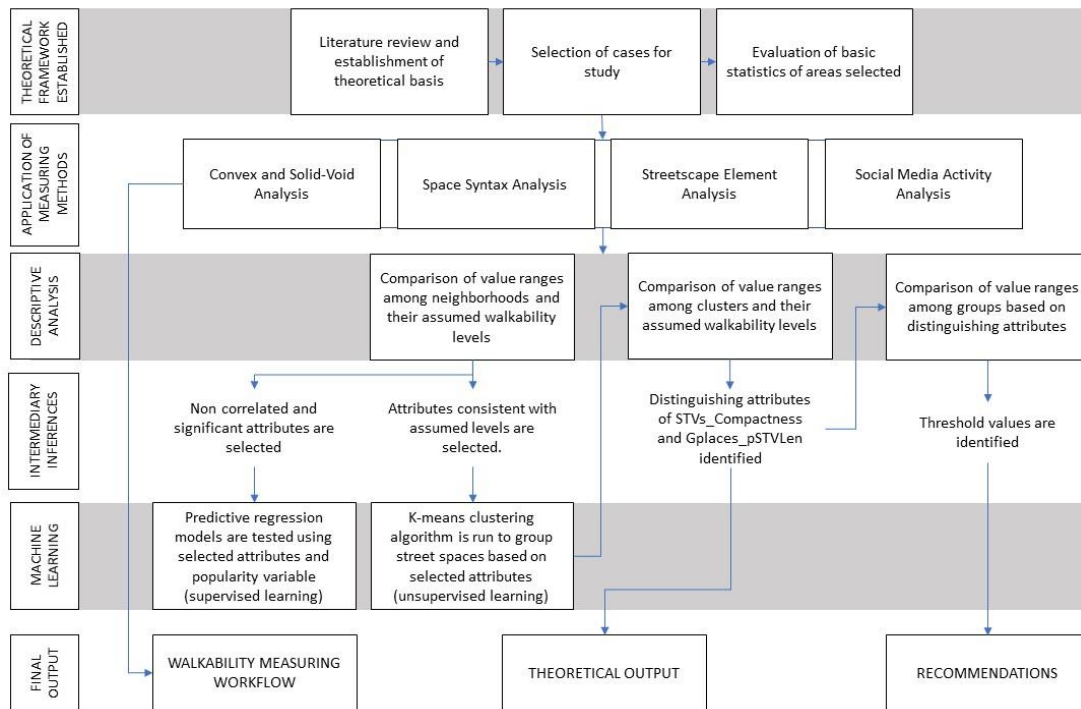 THEORETICAL
FRAMEWORK
ESTABLISHED
Literature review and
establishment of
theoretical basis
Selection of cases for
study
Evaluation of basic
statistics of areas selected
APPLICATION OF
MEASURING
METHODS
Convex and Solid-Void
Analysis
Space Syntax Analysis
Streetscape Element
Analysis
Social Media Activity
Analysis
DESCRIPTIVE
ANALYSIS
Comparison of value ranges
among neighborhoods and
their assumed walkability
levels
Comparison of value ranges
among clusters and their
assumed walkability levels
Comparison of value ranges
among groups based on
distinguishing attributes
INTERMEDIARY
INFERENCES
Non correlated and
significant attributes are
selected
Attributes consistent with
assumed levels are
selected.
Distinguishing attributes
of STVs_Compactness
and Gplaces_pSTVLen
identified
Threshold values are
identified
MACHINE
LEARNING
Predictive regression
models are tested using
selected attributes and
popularity variable
(supervised learning)
K-means clustering
algorithm is run to group
street spaces based on
selected attributes
(unsupervised learning)
FINAL
OUTPUT
WALKABILITY MEASURING
WORKFLOW
THEORETICAL OUTPUT
RECOMMENDATIONS